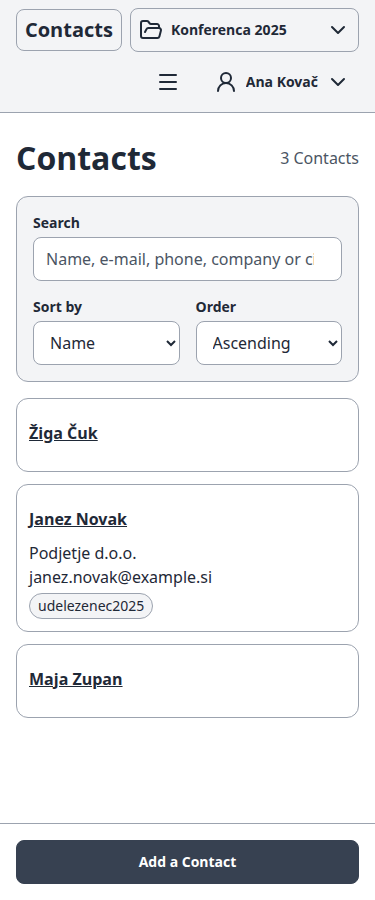 Contacts
Konferenca 2025
Ana Kovač
Contacts
3 Contacts
Search
Name, e-mail, phone, company or c
Sort by
Order
Name
Ascending
Žiga Čuk
Janez Novak
Podjetje d.o.o.
janez.novak@example.si
udelezenec2025
Maja Zupan
Add a Contact